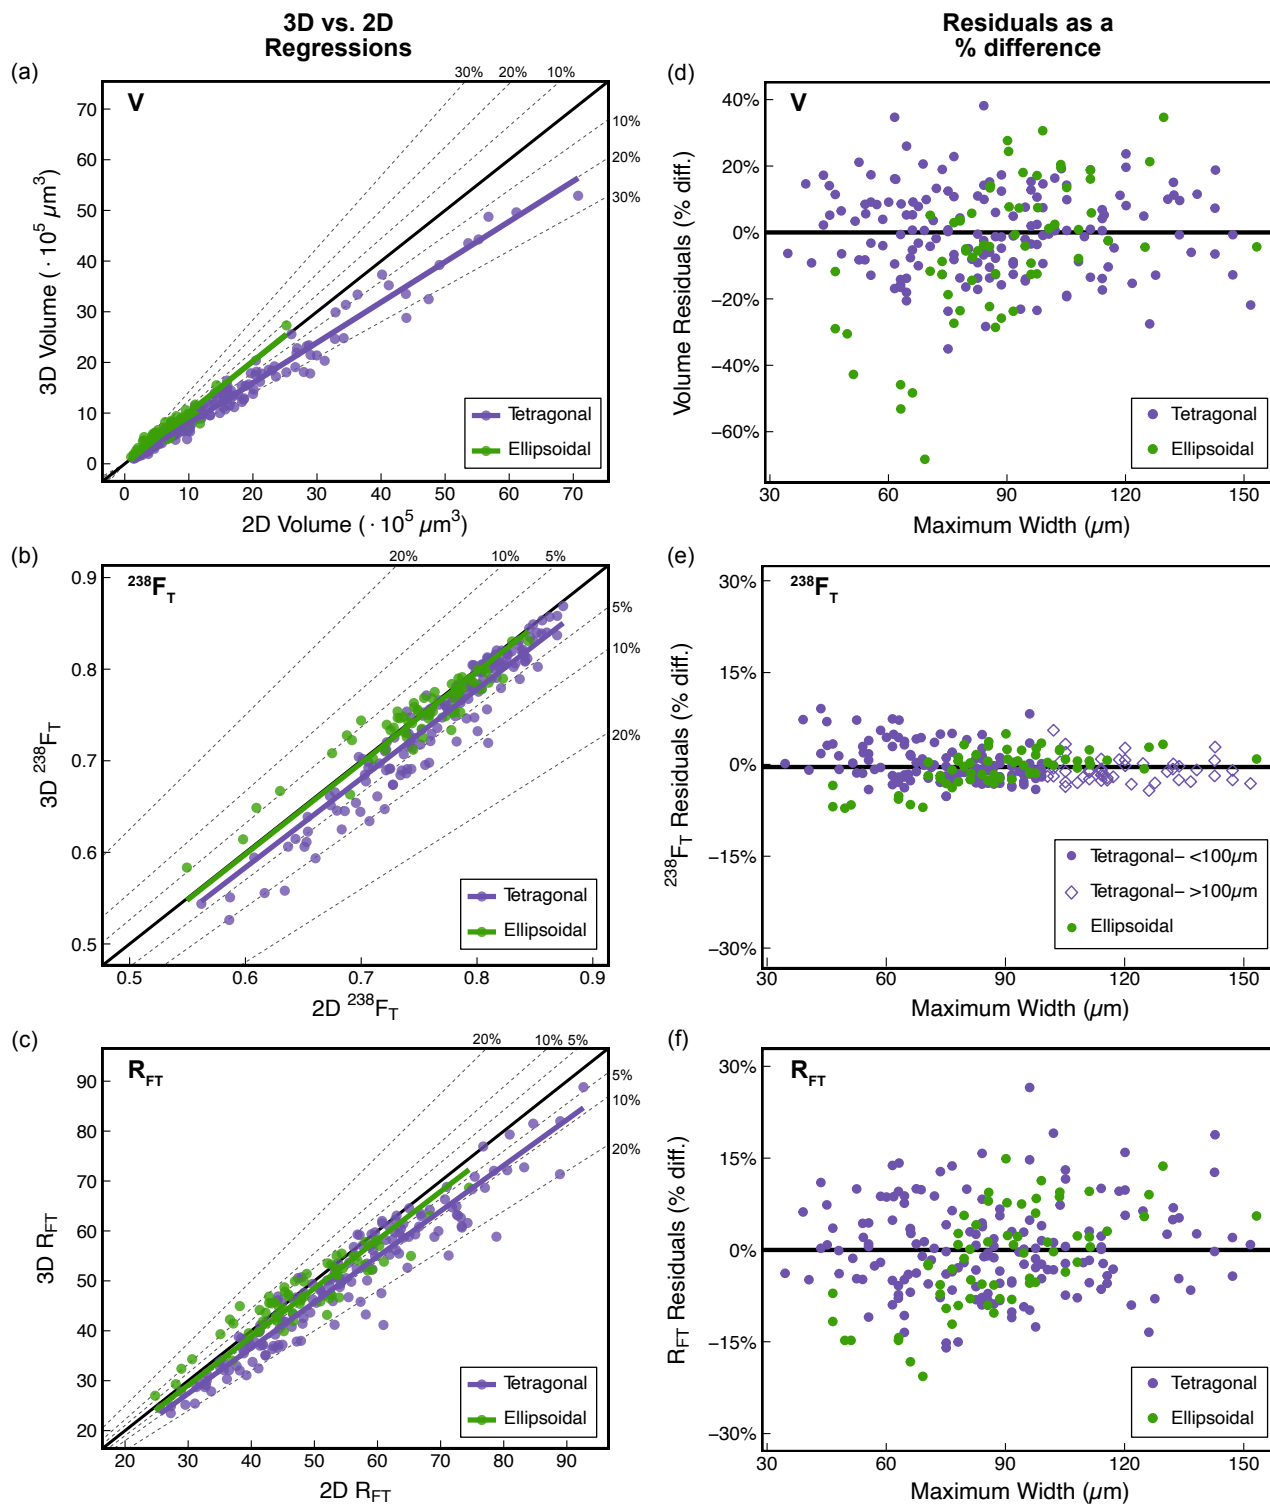 3D vs. 2D
Regressions
Residuals as a
% difference
(a)
30%
20%
10%
V
10%
20%
30%
70
60
50
40
30
20
10
0
3D Volume ( · 10⁵ µm³)
Tetragonal
Ellipsoidal
0 10 20 30 40 50 60 70
2D Volume ( · 10⁵ µm³)
(d)
V
40%
20%
0%
−20%
−40%
−60%
Volume Residuals (% diff.)
Tetragonal
Ellipsoidal
30 60 90 120 150
Maximum Width (µm)
(b)
20%
10%
5%
²³⁸F_T
5%
10%
20%
0.9
0.8
0.7
0.6
0.5
3D ²³⁸F_T
Tetragonal
Ellipsoidal
0.5 0.6 0.7 0.8 0.9
2D ²³⁸F_T
(e)
²³⁸F_T
30%
15%
0%
−15%
−30%
²³⁸F_T Residuals (% diff.)
Tetragonal− <100µm
Tetragonal− >100µm
Ellipsoidal
30 60 90 120 150
Maximum Width (µm)
(c)
20%
10%
5%
R_FT
5%
10%
20%
90
80
70
60
50
40
30
20
3D R_FT
Tetragonal
Ellipsoidal
20 30 40 50 60 70 80 90
2D R_FT
(f)
R_FT
30%
15%
0%
−15%
−30%
R_FT Residuals (% diff.)
Tetragonal
Ellipsoidal
30 60 90 120 150
Maximum Width (µm)